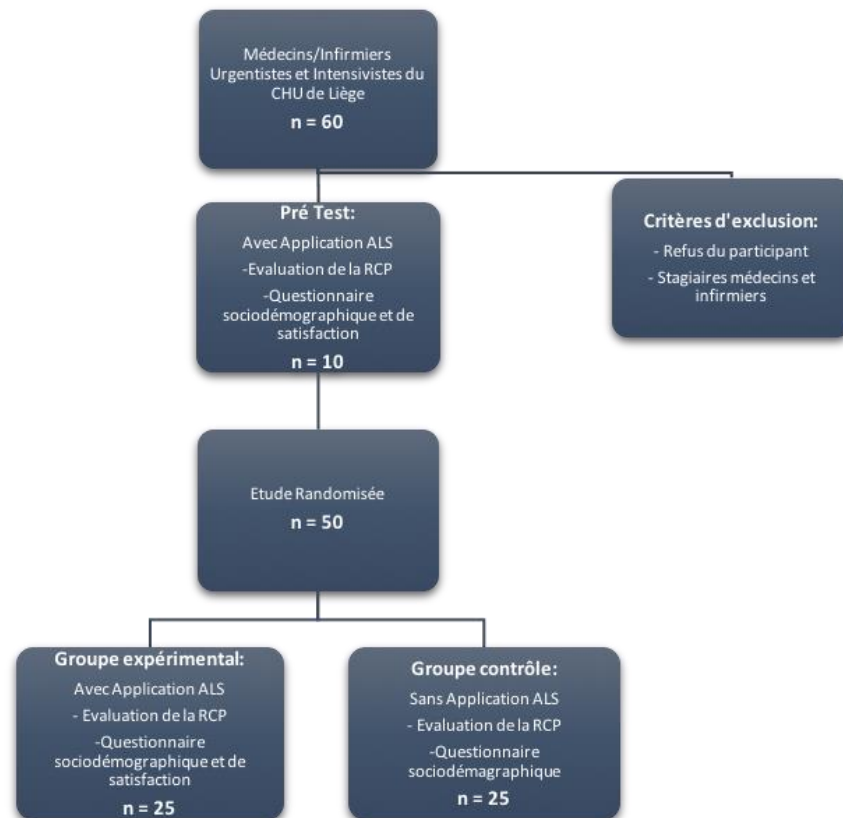 Médecins/Infirmiers
Urgentistes et Intensivistes du
CHU de Liège
n = 60
Pré Test:
Avec Application ALS
-Evaluation de la RCP
-Questionnaire
sociodémographique et de
satisfaction
n = 10
Critères d'exclusion:
- Refus du participant
- Stagiaires médecins et
infirmiers
Etude Randomisée
n = 50
Groupe expérimental:
Avec Application ALS
- Evaluation de la RCP
-Questionnaire
sociodémographique et de
satisfaction
n = 25
Groupe contrôle:
Sans Application ALS
- Evaluation de la RCP
-Questionnaire
sociodémagraphique
n = 25